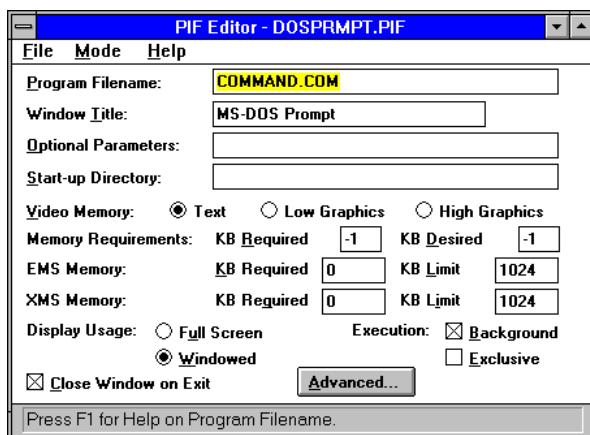 PIF Editor - DOSPRMPT.PIF
File Mode Help
Program Filename: COMMAND.COM
Window Title: MS-DOS Prompt
Optional Parameters:
Start-up Directory:
Video Memory: Text Low Graphics High Graphics
Memory Requirements: KB Required -1 KB Desired -1
EMS Memory: KB Required 0 KB Limit 1024
XMS Memory: KB Required 0 KB Limit 1024
Display Usage: Full Screen Execution: Background
Windowed Exclusive
Close Window on Exit Advanced...
Press F1 for Help on Program Filename.